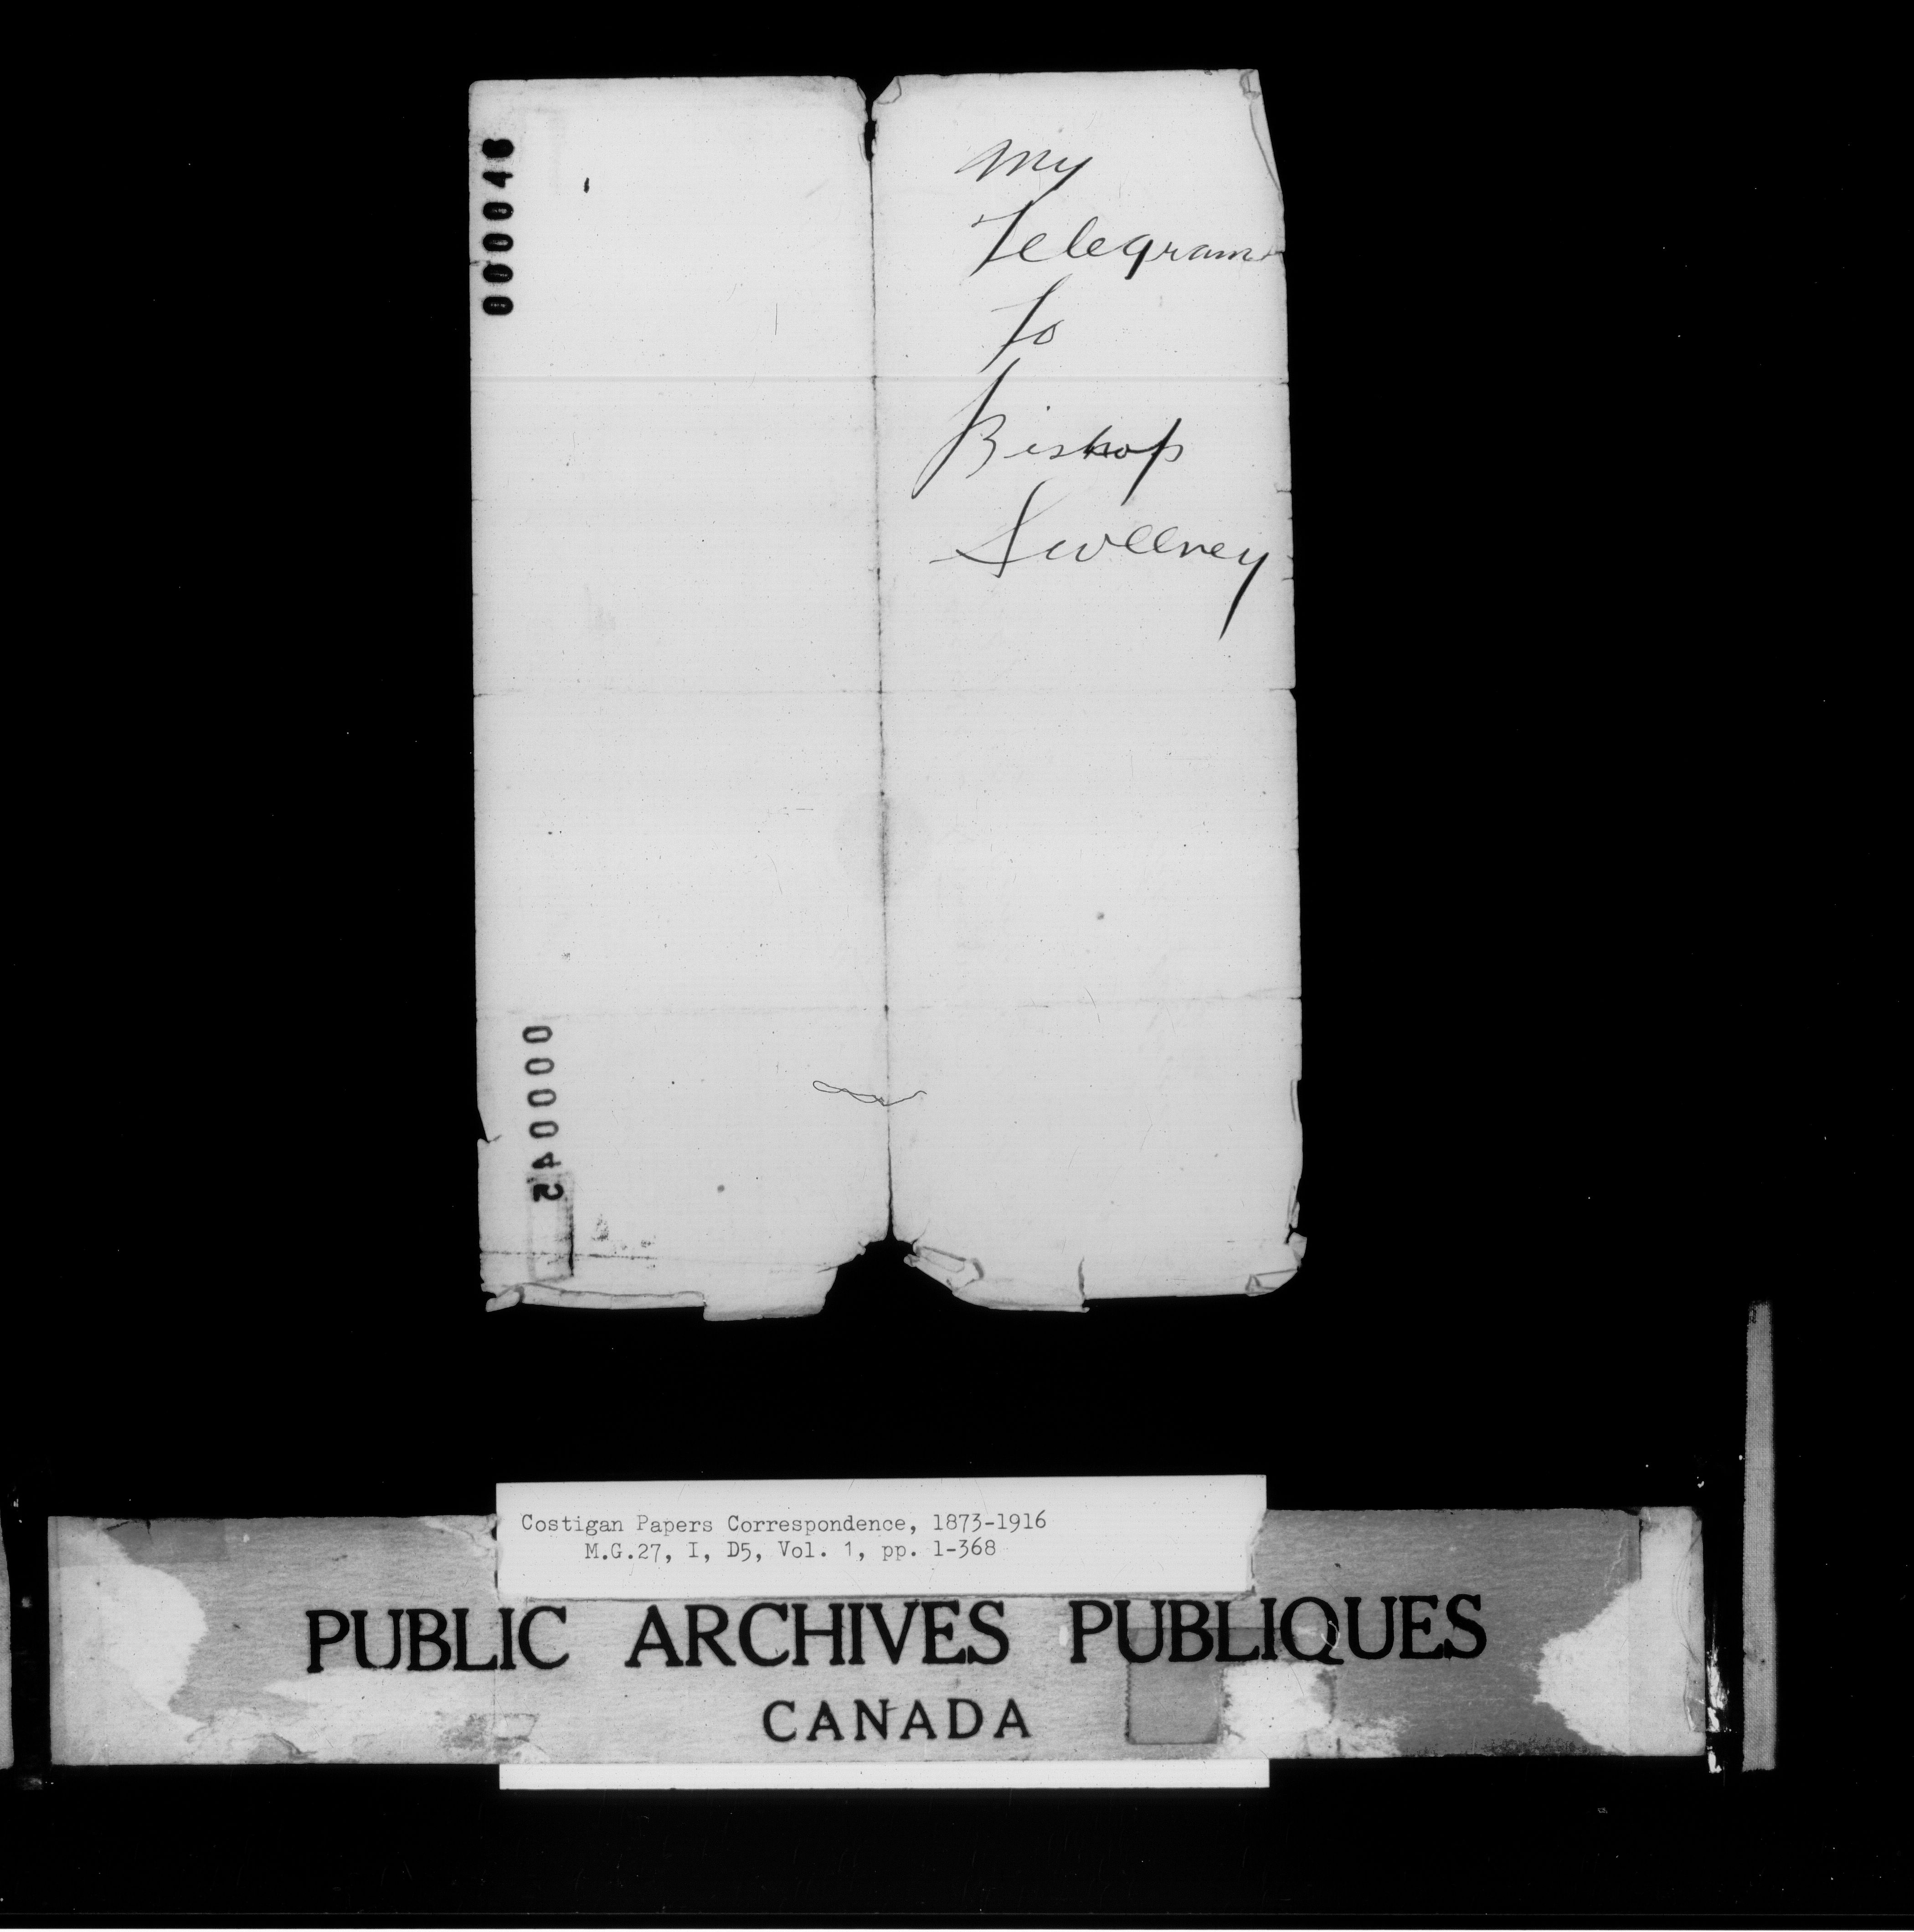 000048
My
Telegram
To
Bishop
Sweeney
000042
Costigan Papers Correspondence, 1873-1916
M.G.27, I, D5, Vol. 1, pp. 1-368
PUBLIC ARCHIVES PUBLIQUES
CANADA